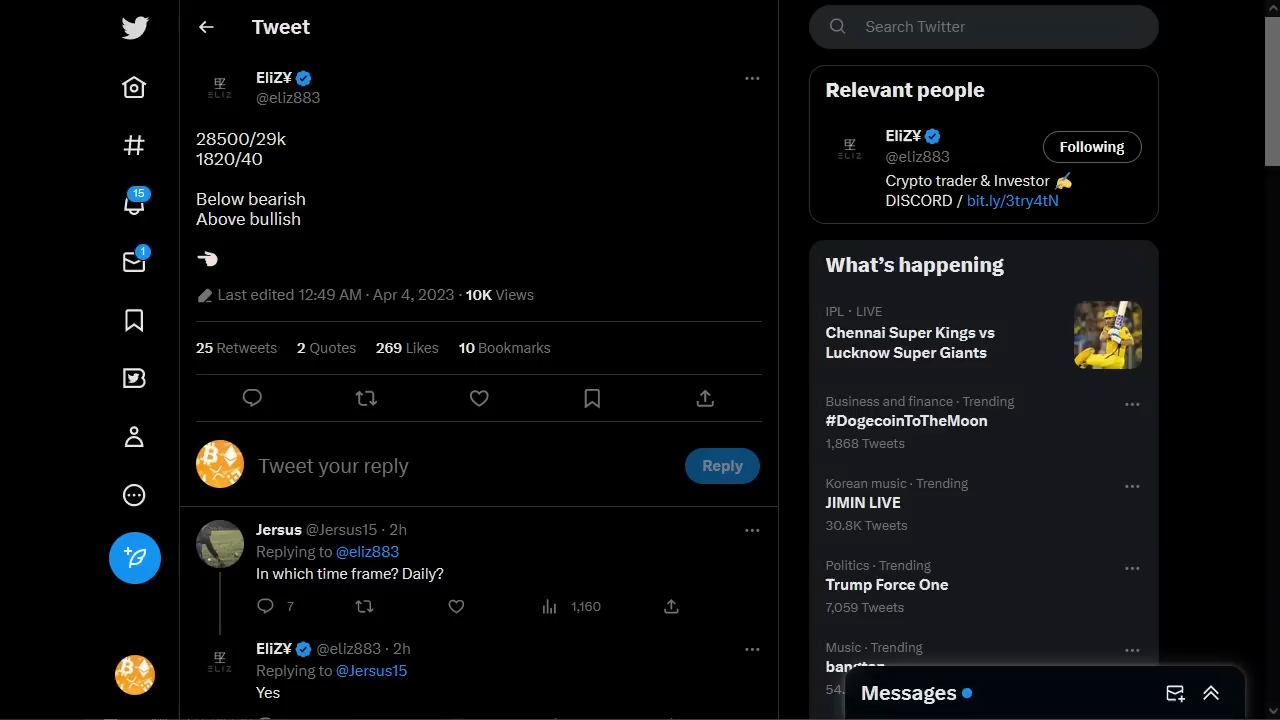 Tweet
EliZ¥
@eliz883
28500/29k
1820/40
Below bearish
Above bullish
Last edited 12:49 AM · Apr 4, 2023 · 10K Views
25 Retweets 2 Quotes 269 Likes 10 Bookmarks
Tweet your reply
Reply
Jersus @Jersus15 · 2h
Replying to @eliz883
In which time frame? Daily?
7 1,160
EliZ¥ @eliz883 · 2h
Replying to @Jersus15
Yes
15
1
Search Twitter
Relevant people
EliZ¥
@eliz883
Following
Crypto trader & Investor ✍
DISCORD / bit.ly/3try4tN
What's happening
IPL · LIVE
Chennai Super Kings vs
Lucknow Super Giants
Business and finance · Trending
#DogecoinToTheMoon
1,868 Tweets
Korean music · Trending
JIMIN LIVE
30.8K Tweets
Politics · Trending
Trump Force One
7,059 Tweets
Music · Trending
Messages